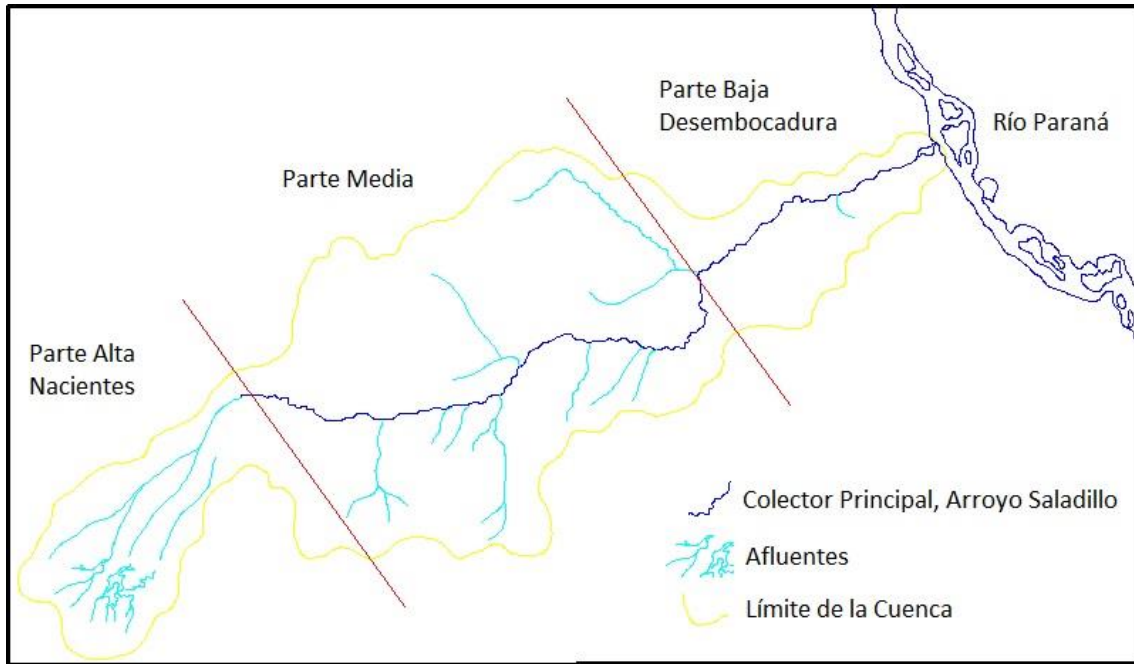 Parte Baja
Desembocadura
Río Paraná
Parte Media
Parte Alta
Nacientes
Colector Principal, Arroyo Saladillo
Afluentes
Límite de la Cuenca